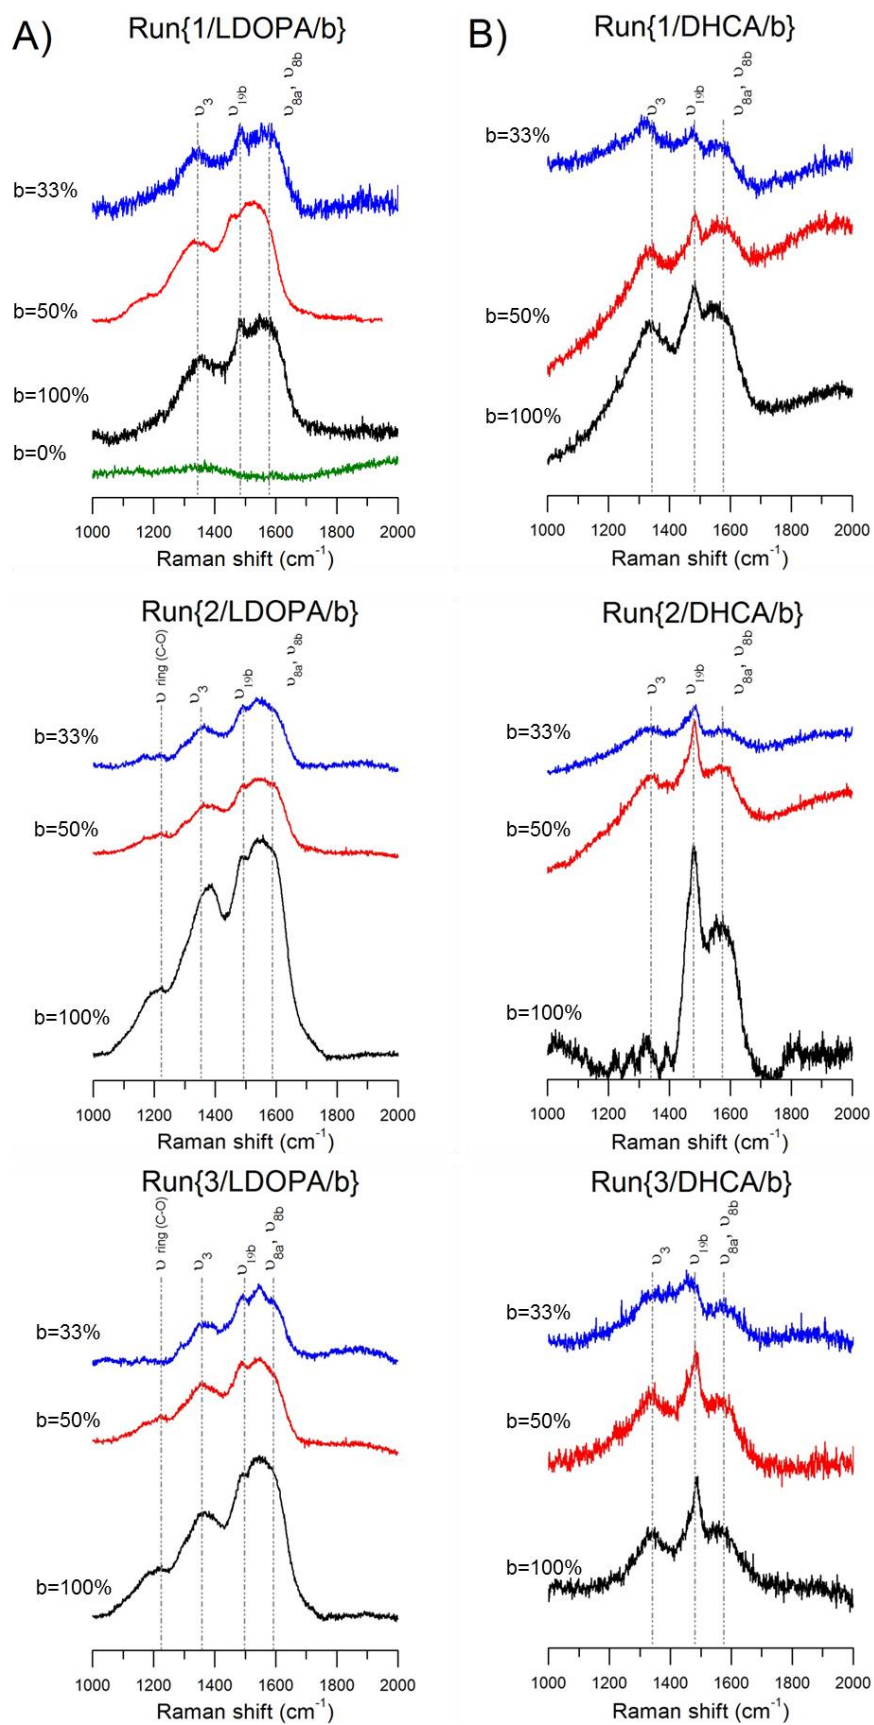 A)
Run{1/LDOPA/b}
υ3
υ19b
υ8a, υ8b
b=33%
b=50%
b=100%
b=0%
1000 1200 1400 1600 1800 2000
Raman shift (cm-1)
B)
Run{1/DHCA/b}
υ3
υ19b
υ8a, υ8b
b=33%
b=50%
b=100%
1000 1200 1400 1600 1800 2000
Raman shift (cm-1)
Run{2/LDOPA/b}
υ ring (C-O)
υ3
υ19b
υ8a, υ8b
b=33%
b=50%
b=100%
1000 1200 1400 1600 1800 2000
Raman shift (cm-1)
Run{2/DHCA/b}
υ3
υ19b
υ8a, υ8b
b=33%
b=50%
b=100%
1000 1200 1400 1600 1800 2000
Raman shift (cm-1)
Run{3/LDOPA/b}
υ ring (C-O)
υ3
υ19b
υ8a, υ8b
b=33%
b=50%
b=100%
1000 1200 1400 1600 1800 2000
Raman shift (cm-1)
Run{3/DHCA/b}
υ3
υ19b
υ8a, υ8b
b=33%
b=50%
b=100%
1000 1200 1400 1600 1800 2000
Raman shift (cm-1)